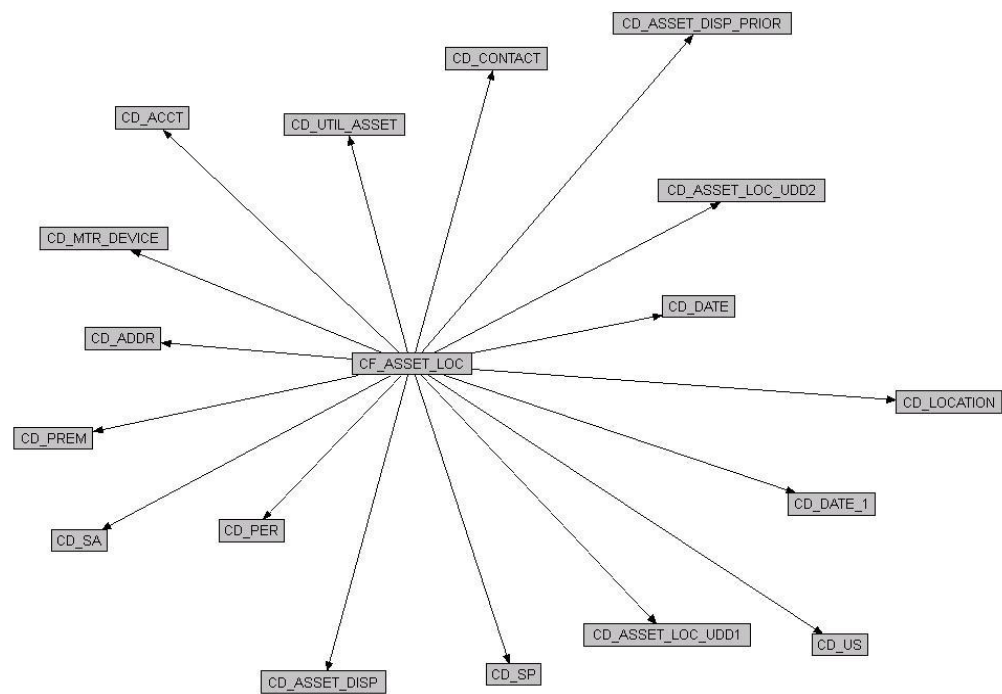 CD_ASSET_DISP_PRIOR
CD_CONTACT
CD_ACCT
CD_UTIL_ASSET
CD_ASSET_LOC_UDD2
CD_MTR_DEVICE
CD_DATE
CD_ADDR
CF_ASSET_LOC
CD_LOCATION
CD_PREM
CD_DATE_1
CD_PER
CD_SA
CD_ASSET_LOC_UDD1
CD_US
CD_SP
CD_ASSET_DISP